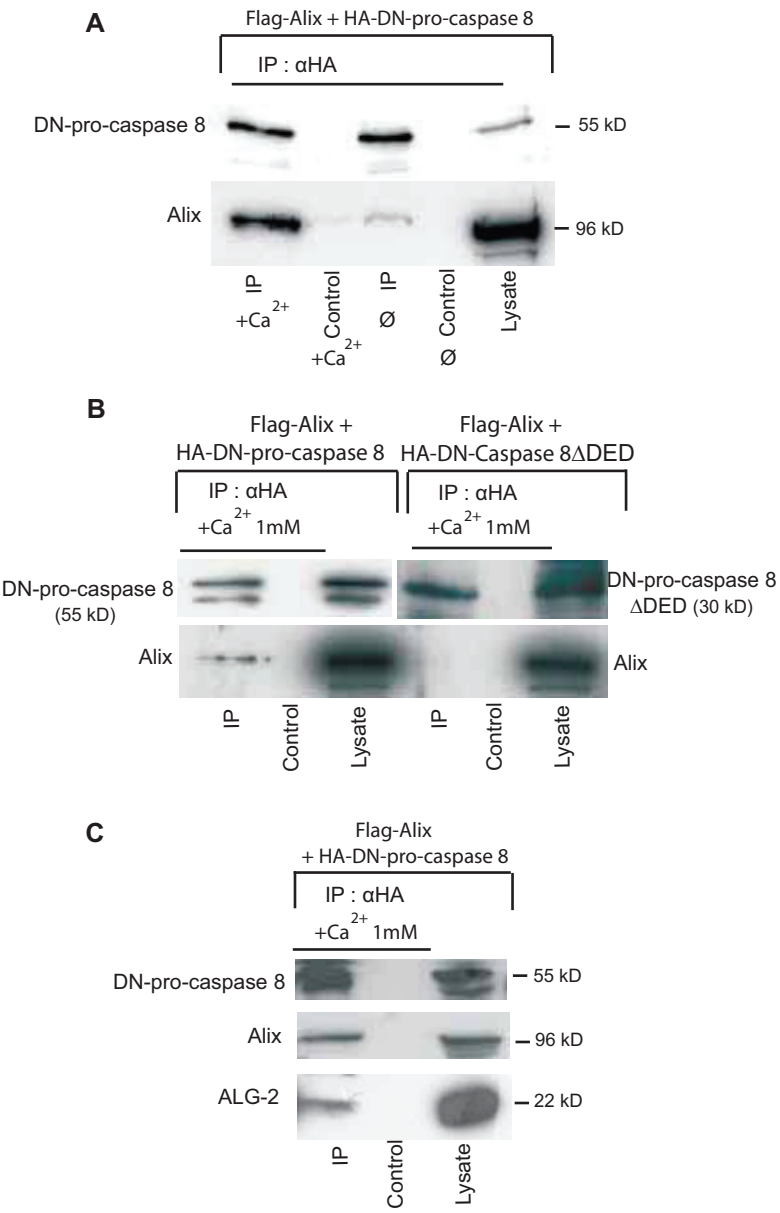 A
Flag-Alix + HA-DN-pro-caspase 8
IP : αHA
DN-pro-caspase 8
55 kD
Alix
96 kD
IP
+Ca2+
Control
+Ca2+
IP
Ø
Control
Ø
Lysate
B
Flag-Alix +
HA-DN-pro-caspase 8
Flag-Alix +
HA-DN-Caspase 8ΔDED
IP : αHA
+Ca2+ 1mM
IP : αHA
+Ca2+ 1mM
DN-pro-caspase 8
(55 kD)
DN-pro-caspase 8
ΔDED (30 kD)
Alix
Alix
IP
Control
Lysate
IP
Control
Lysate
C
Flag-Alix
+ HA-DN-pro-caspase 8
IP : αHA
+Ca2+ 1mM
DN-pro-caspase 8
55 kD
Alix
96 kD
ALG-2
22 kD
IP
Control
Lysate